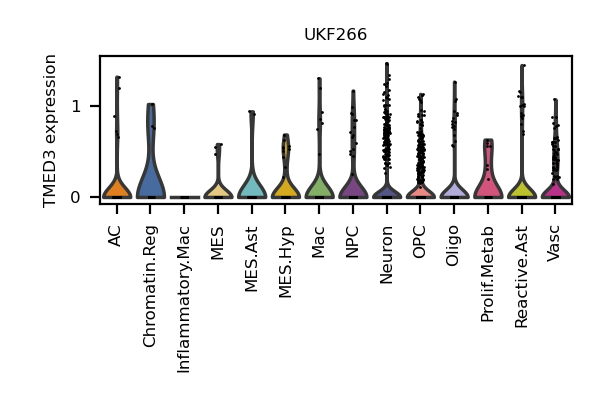 UKF266
TMED3 expression
1
0
AC
Chromatin.Reg
Inflammatory.Mac
MES
MES.Ast
MES.Hyp
Mac
NPC
Neuron
OPC
Oligo
Prolif.Metab
Reactive.Ast
Vasc